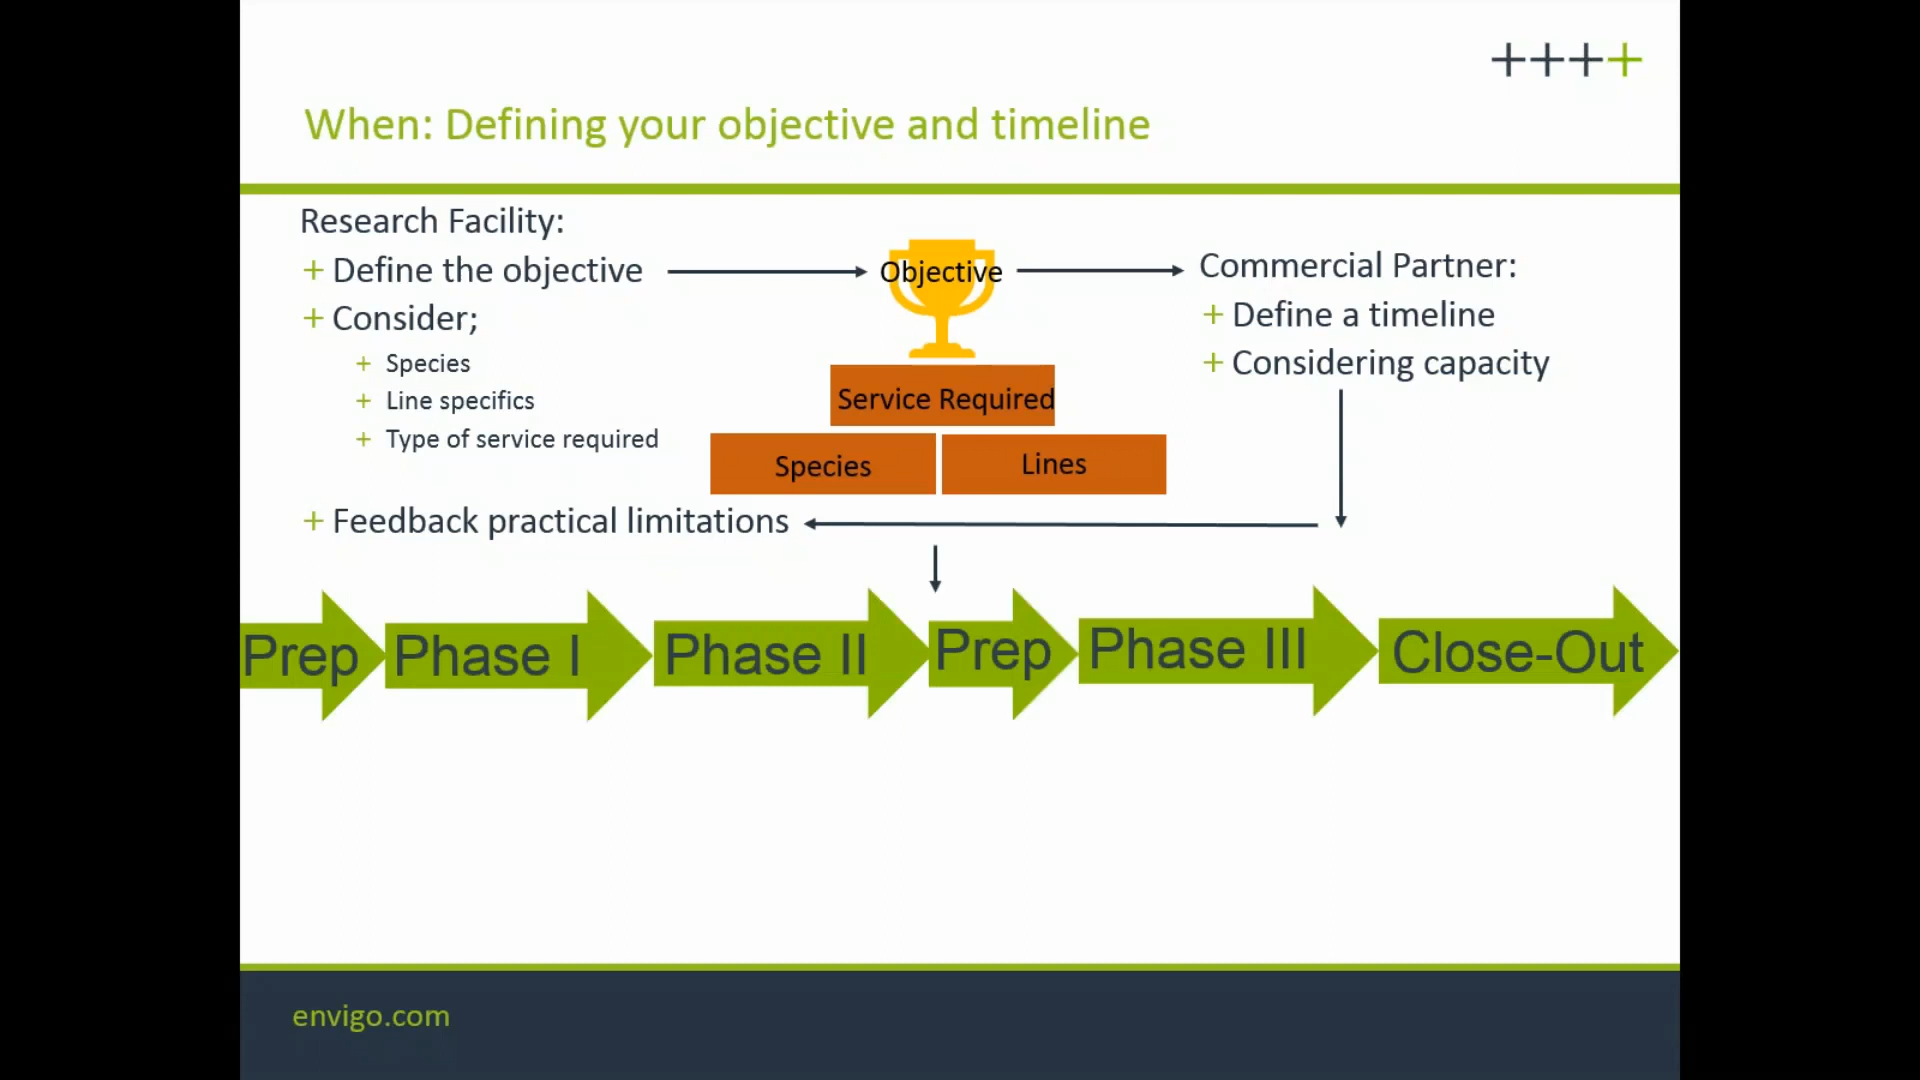 When: Defining your objective and timeline
Research Facility:
+ Define the objective
+ Consider;
+ Species
+ Line specifics
+ Type of service required
+ Feedback practical limitations
Objective
Service Required
Species
Lines
Commercial Partner:
+ Define a timeline
+ Considering capacity
Prep
Phase I
Phase II
Prep
Phase III
Close-Out
envigo.com